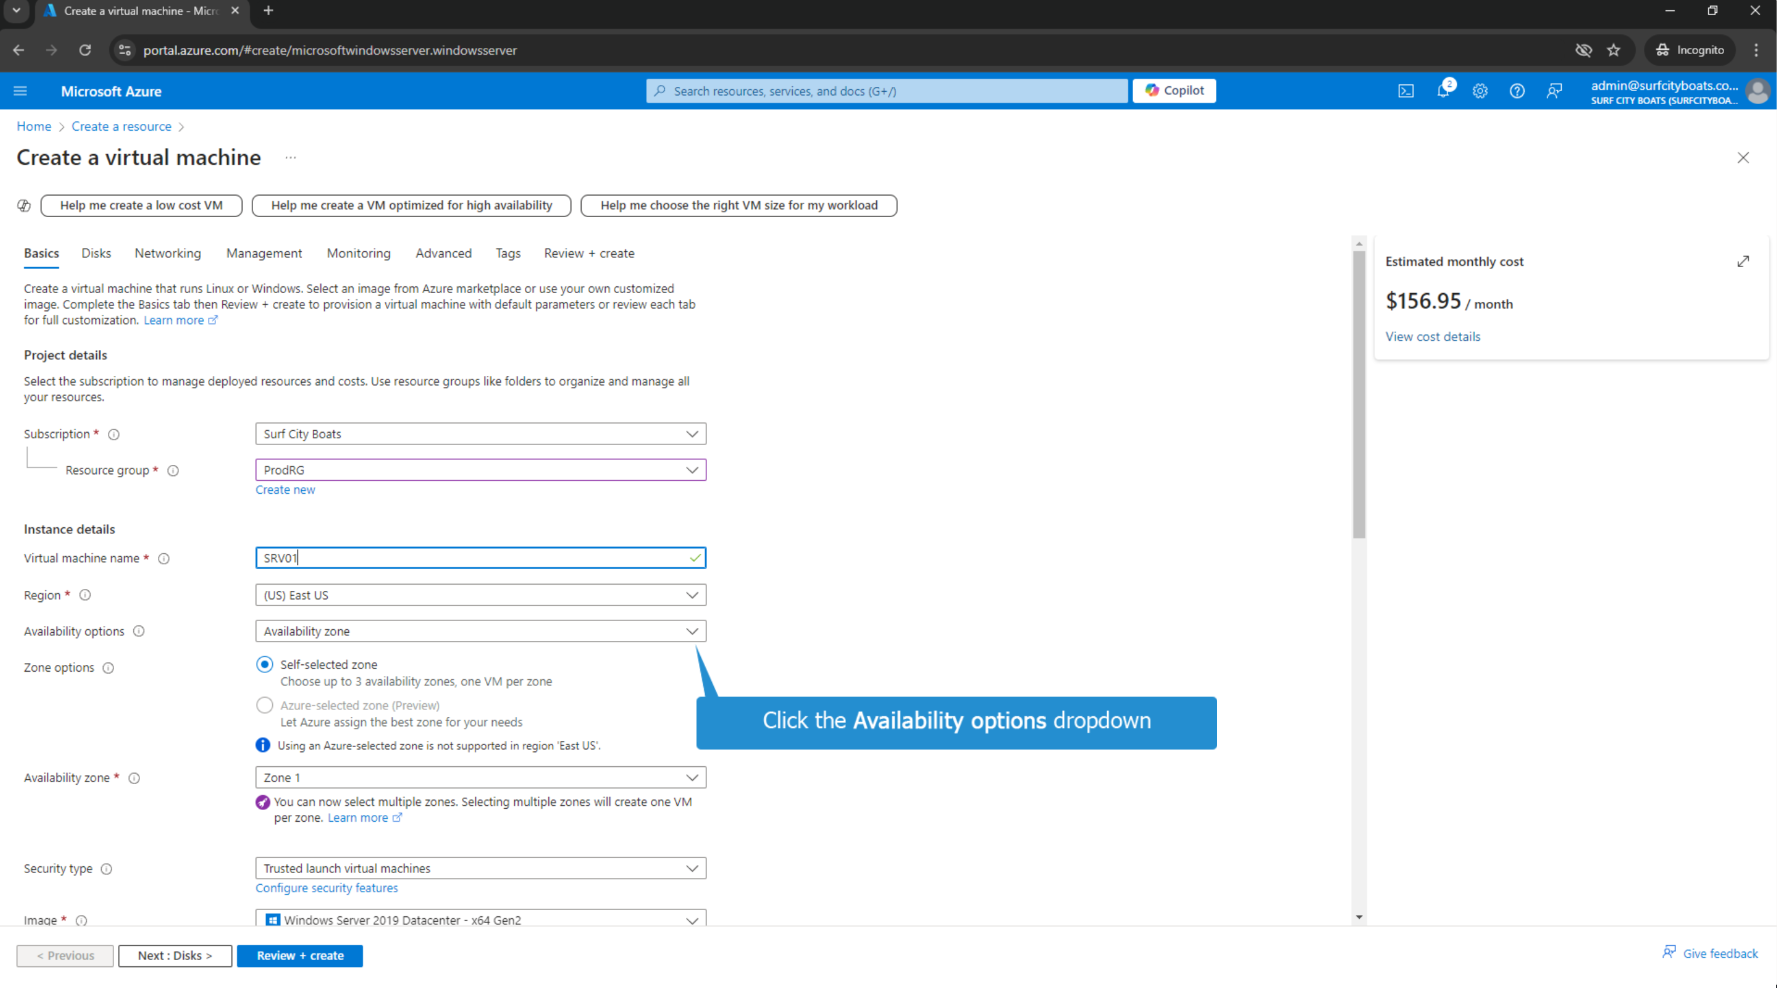 Create a virtual machine - Micro
portal.azure.com/#create/microsoftwindowsserver.windowsserver
Incognito
Microsoft Azure
Search resources, services, and docs (G+/)
Copilot
2
admin@surfcityboats.co...
SURF CITY BOATS (SURFCITYBOA...
Home > Create a resource >
Create a virtual machine ...
Help me create a low cost VM
Help me create a VM optimized for high availability
Help me choose the right VM size for my workload
Basics Disks Networking Management Monitoring Advanced Tags Review + create
Create a virtual machine that runs Linux or Windows. Select an image from Azure marketplace or use your own customized
image. Complete the Basics tab then Review + create to provision a virtual machine with default parameters or review each tab
for full customization. Learn more
Estimated monthly cost
$156.95 / month
View cost details
Project details
Select the subscription to manage deployed resources and costs. Use resource groups like folders to organize and manage all
your resources.
Subscription * Surf City Boats
Resource group * ProdRG
Create new
Instance details
Virtual machine name * SRV01
Region * (US) East US
Availability options Availability zone
Zone options Self-selected zone
Choose up to 3 availability zones, one VM per zone
Azure-selected zone (Preview)
Let Azure assign the best zone for your needs
Using an Azure-selected zone is not supported in region 'East US'.
Click the Availability options dropdown
Availability zone * Zone 1
You can now select multiple zones. Selecting multiple zones will create one VM
per zone. Learn more
Security type Trusted launch virtual machines
Configure security features
Image * Windows Server 2019 Datacenter - x64 Gen2
< Previous
Next : Disks >
Review + create
Give feedback